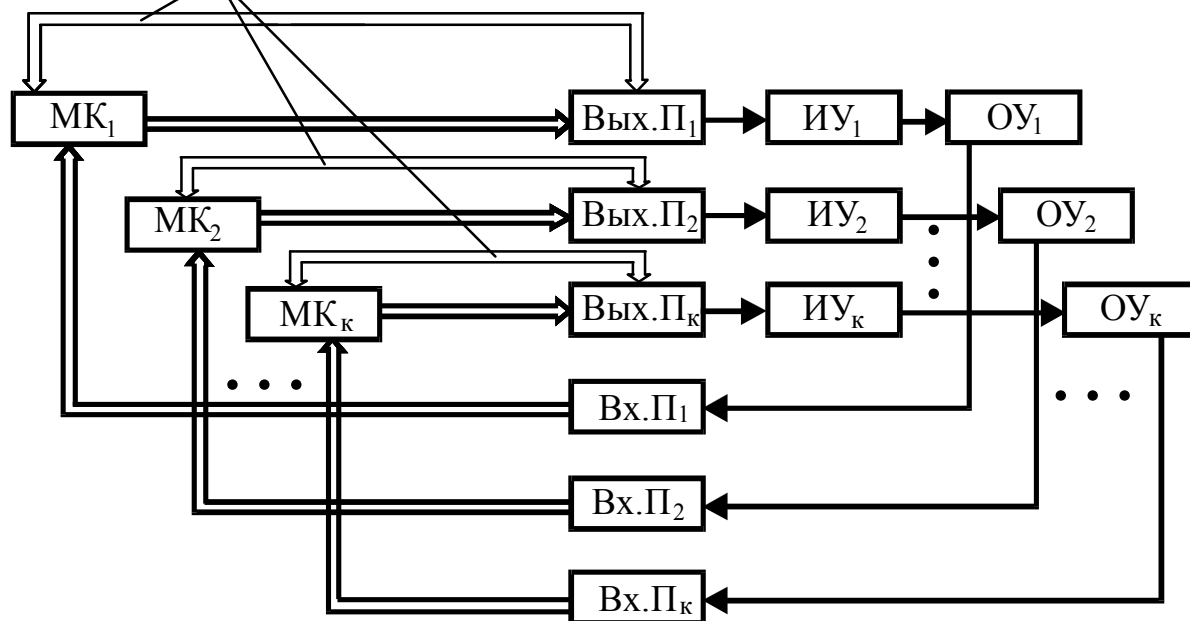 МК₁ Вых.П₁ ИУ₁ ОУ₁
МК₂ Вых.П₂ ИУ₂ ОУ₂
МКк Вых.Пк ИУк ОУк
Вх.П₁
Вх.П₂
Вх.Пк